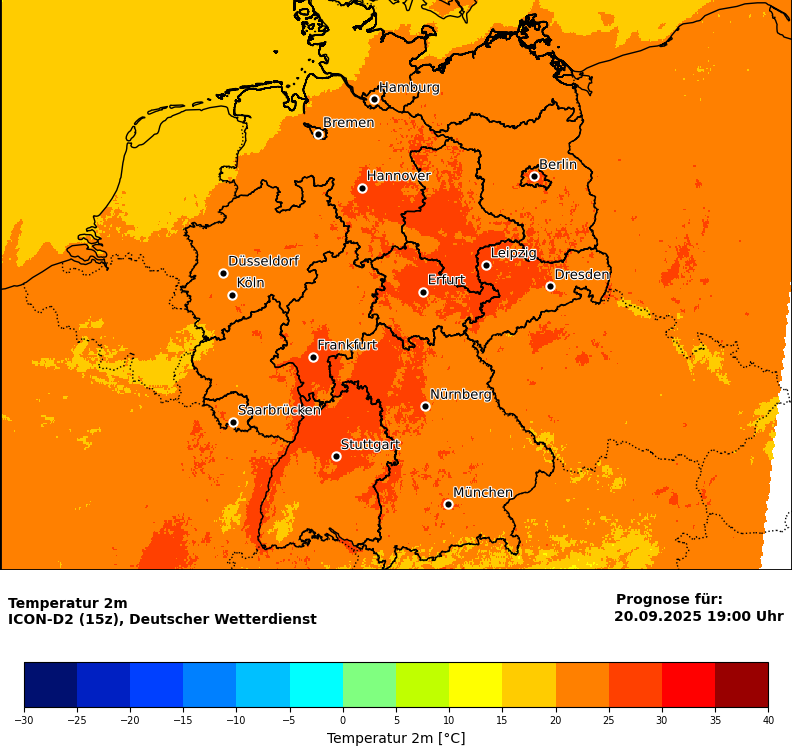 Hamburg
Bremen
Berlin
Hannover
Düsseldorf
Köln
Leipzig
Erfurt
Dresden
Frankfurt
Nürnberg
Saarbrücken
Stuttgart
München
Temperatur 2m
ICON-D2 (15z), Deutscher Wetterdienst
Prognose für:
20.09.2025 19:00 Uhr
−30 −25 −20 −15 −10 −5 0 5 10 15 20 25 30 35 40
Temperatur 2m [°C]